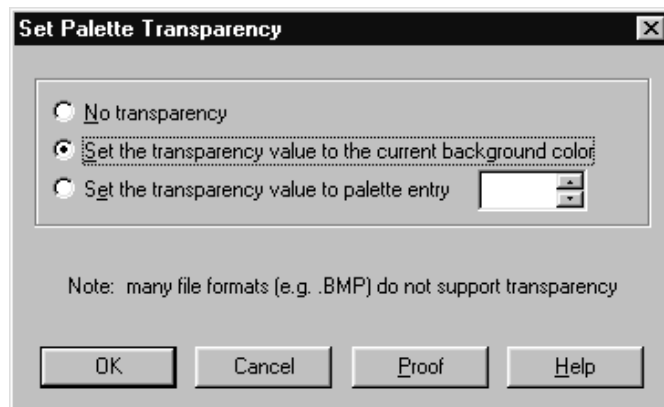 Set Palette Transparency
No transparency
Set the transparency value to the current background color
Set the transparency value to palette entry
Note: many file formats (e.g. .BMP) do not support transparency
OK Cancel Proof Help